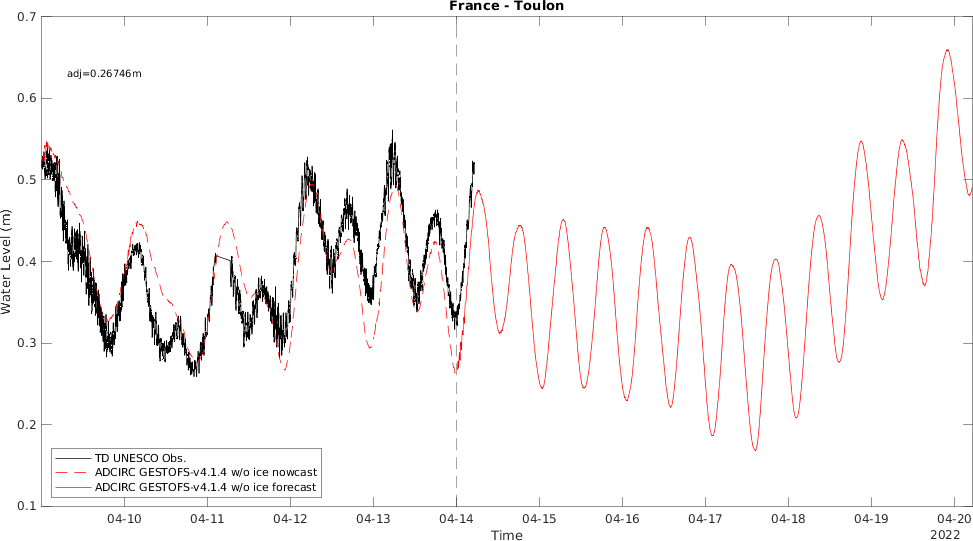 France - Toulon
adj=0.26746m
Water Level (m)
0.7
0.6
0.5
0.4
0.3
0.2
0.1
TD UNESCO Obs.
ADCIRC GESTOFS-v4.1.4 w/o ice nowcast
ADCIRC GESTOFS-v4.1.4 w/o ice forecast
04-10 04-11 04-12 04-13 04-14 04-15 04-16 04-17 04-18 04-19 04-20
Time
2022